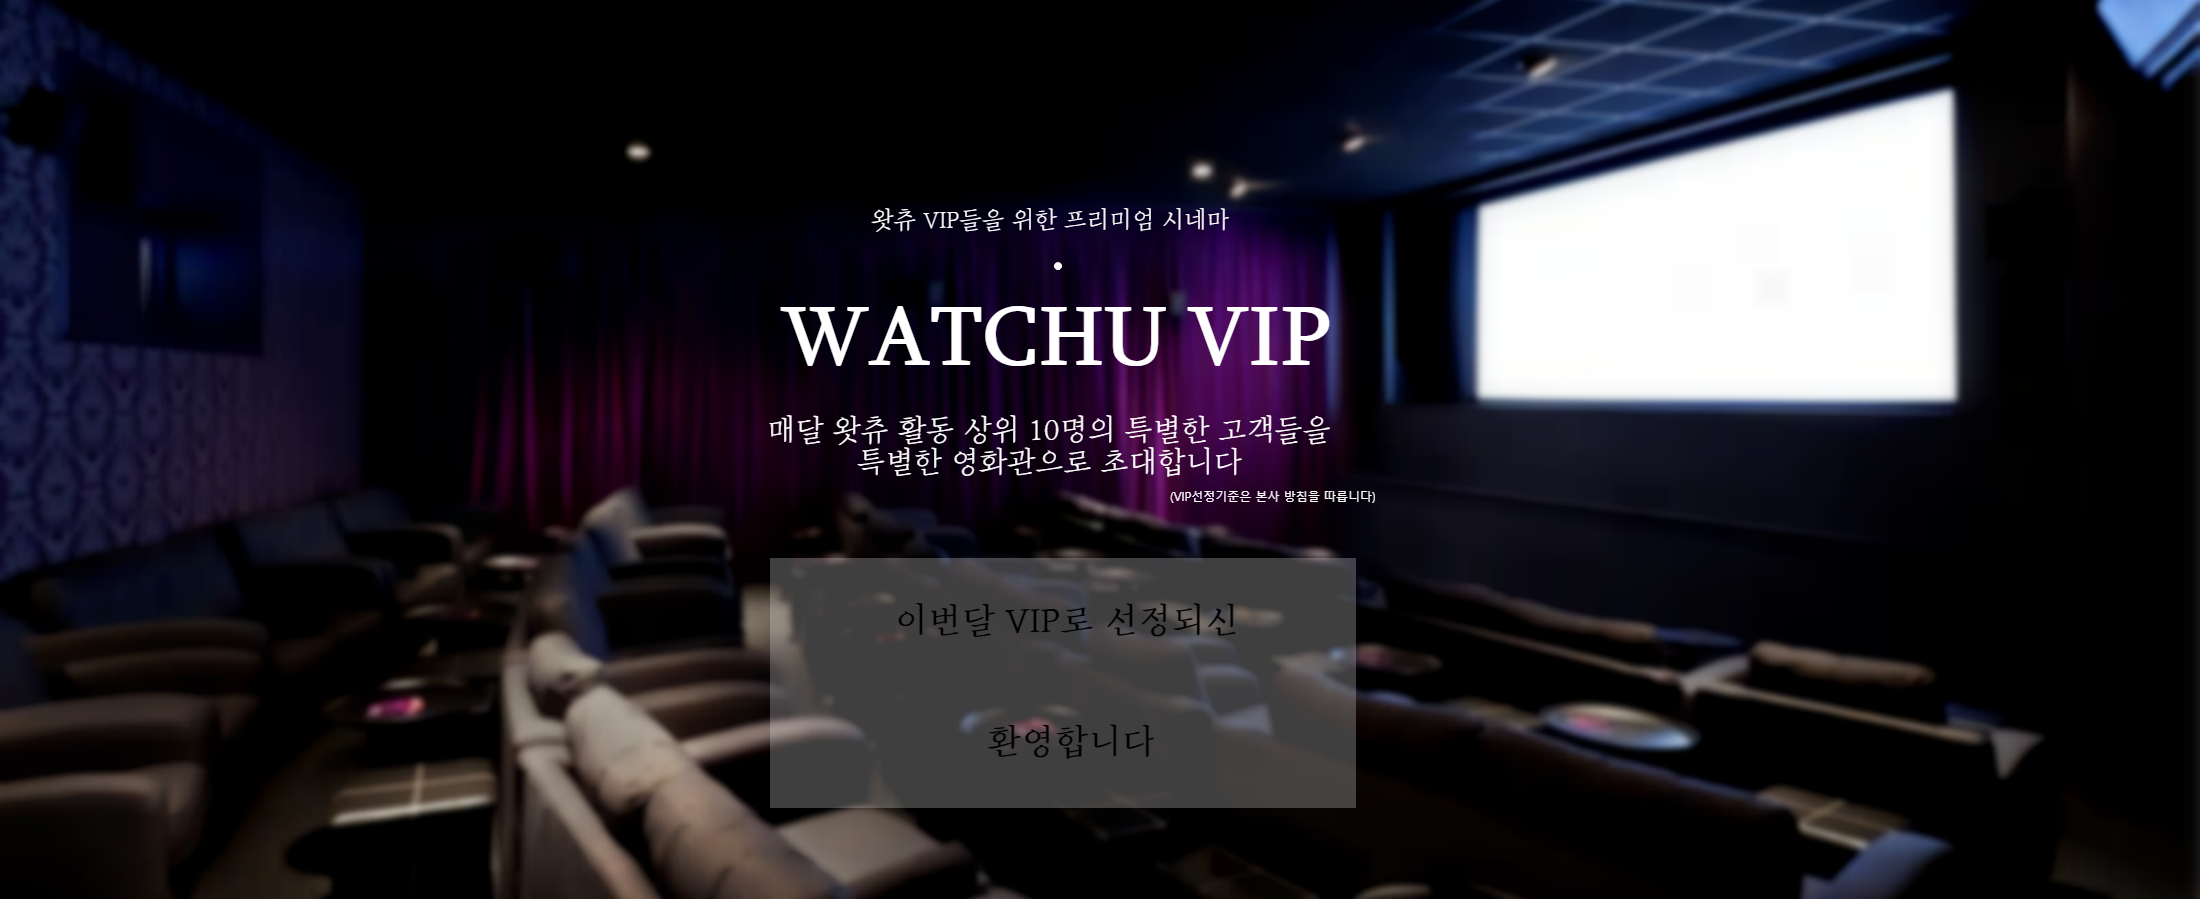 왓츄 VIP들을 위한 프리미엄 시네마
WATCHU VIP
매달 왓츄 활동 상위 10명의 특별한 고객들을
특별한 영화관으로 초대합니다
(VIP선정기준은 본사 방침을 따릅니다)
이번달 VIP로 선정되신
환영합니다